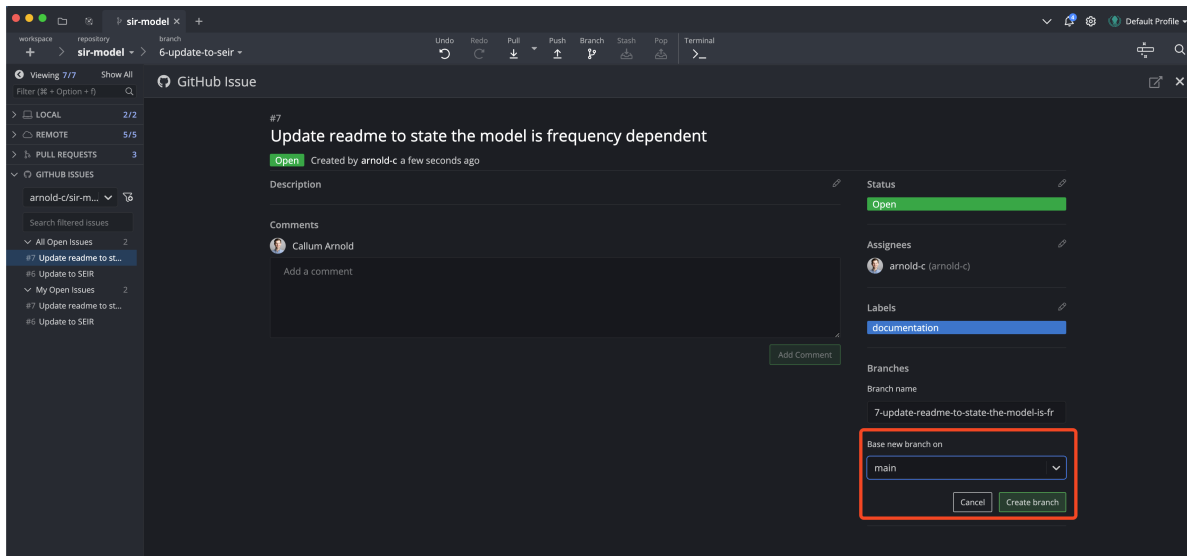 sir-model × +
Default Profile
workspace repository branch
sir-model 6-update-to-seir
Undo Redo Pull Push Branch Stash Pop Terminal
Viewing 7/7 Show All
Filter (⌘ + Option + f)
LOCAL 2/2
REMOTE 5/5
PULL REQUESTS 3
GITHUB ISSUES
arnold-c/sir-m...
Search filtered issues
All Open Issues 2
#7 Update readme to st...
#6 Update to SEIR
My Open Issues 2
#7 Update readme to st...
#6 Update to SEIR
GitHub Issue
#7
Update readme to state the model is frequency dependent
Open Created by arnold-c a few seconds ago
Description
Comments
Callum Arnold
Add a comment
Add Comment
Status
Open
Assignees
arnold-c (arnold-c)
Labels
documentation
Branches
Branch name
7-update-readme-to-state-the-model-is-fr
Base new branch on
main
Cancel Create branch